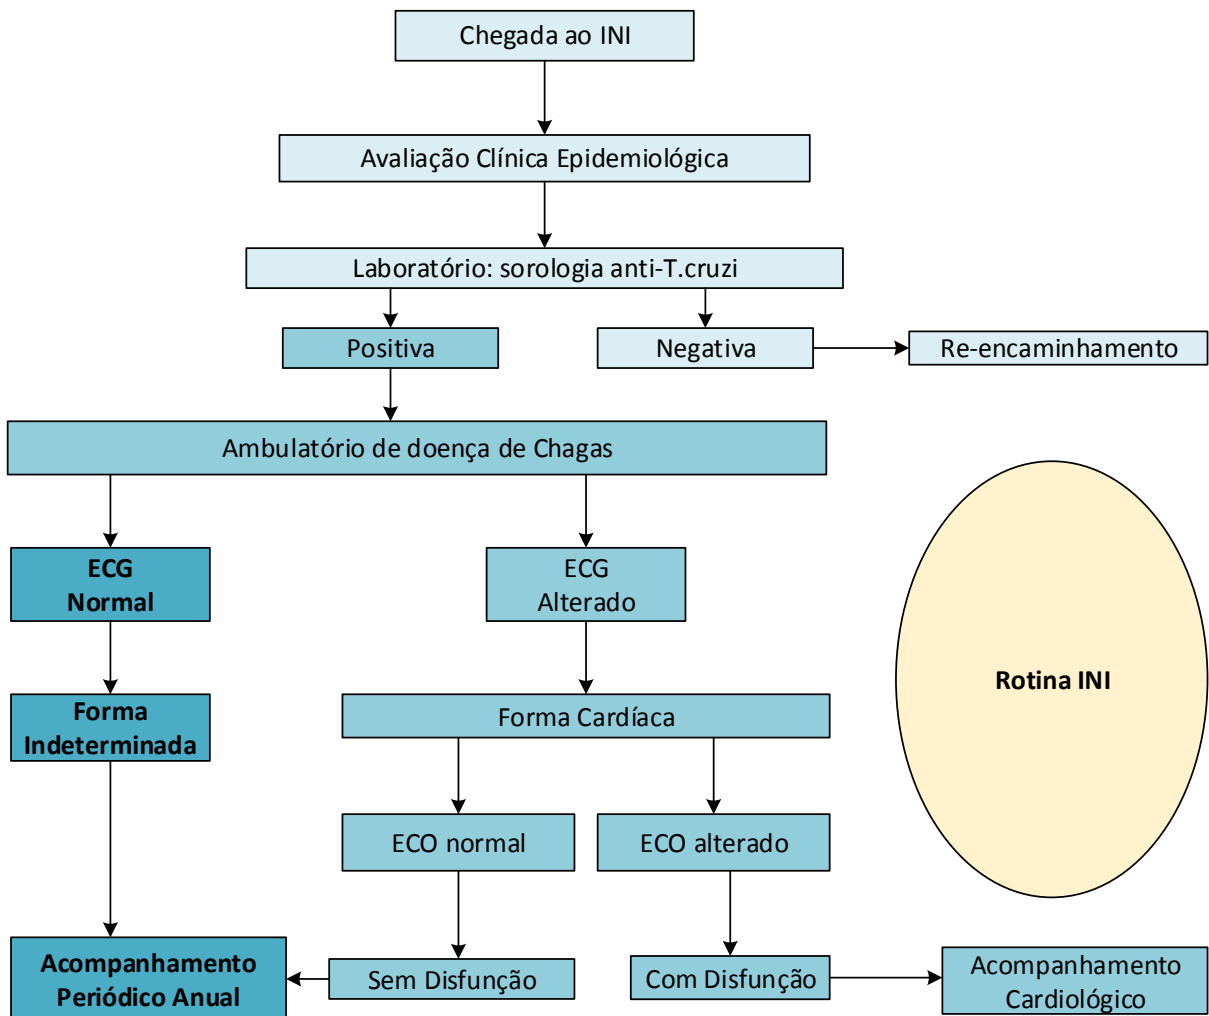 Chegada ao INI
Avaliação Clínica Epidemiológica
Laboratório: sorologia anti-T.cruzi
Positiva
Negativa
Re-encaminhamento
Ambulatório de doença de Chagas
ECG
Normal
ECG
Alterado
Forma
Indeterminada
Forma Cardíaca
Rotina INI
ECO normal
ECO alterado
Acompanhamento
Periódico Anual
Sem Disfunção
Com Disfunção
Acompanhamento
Cardiológico